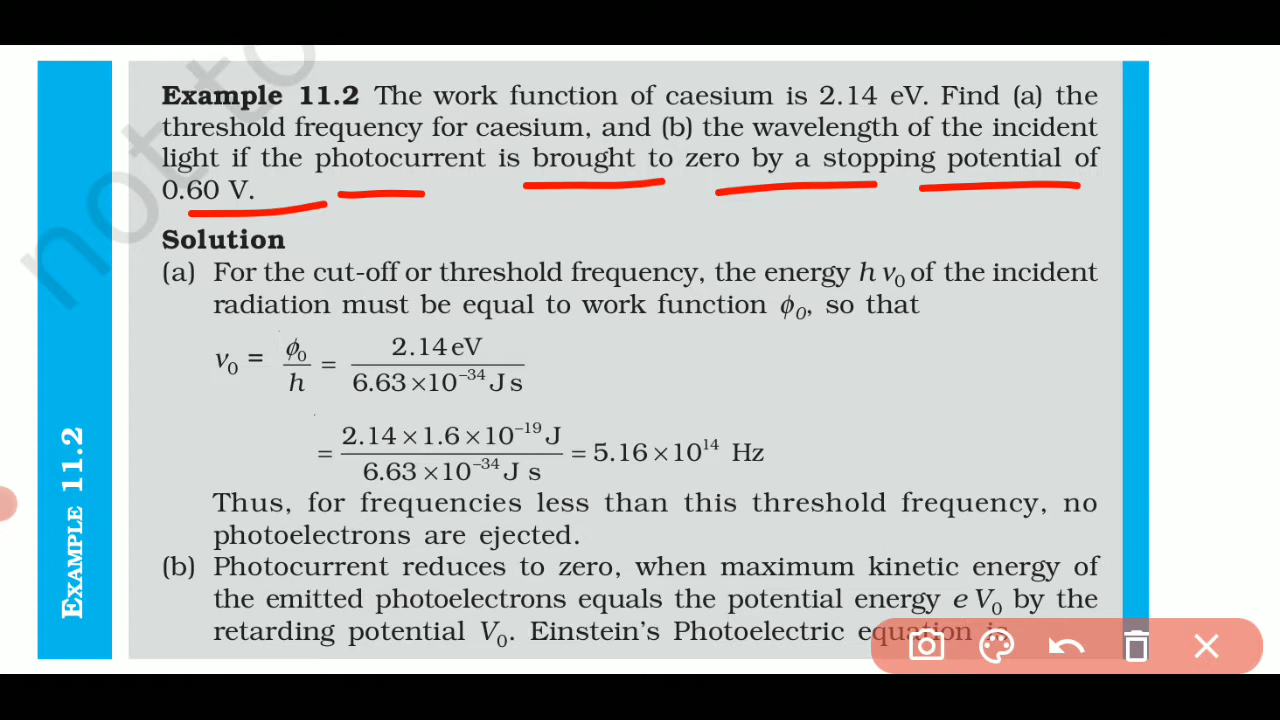 Example 11.2 The work function of caesium is 2.14 eV. Find (a) the
threshold frequency for caesium, and (b) the wavelength of the incident
light if the photocurrent is brought to zero by a stopping potential of
0.60 V.
Solution
(a) For the cut-off or threshold frequency, the energy h ν₀ of the incident
radiation must be equal to work function ϕ₀, so that
ν₀ = ϕ₀/h = 2.14 eV / 6.63 × 10⁻³⁴ J s
= 2.14 × 1.6 × 10⁻¹⁹ J / 6.63 × 10⁻³⁴ J s = 5.16 × 10¹⁴ Hz
Thus, for frequencies less than this threshold frequency, no
photoelectrons are ejected.
(b) Photocurrent reduces to zero, when maximum kinetic energy of
the emitted photoelectrons equals the potential energy e V₀ by the
retarding potential V₀. Einstein's Photoelectric equation is
EXAMPLE 11.2
not to